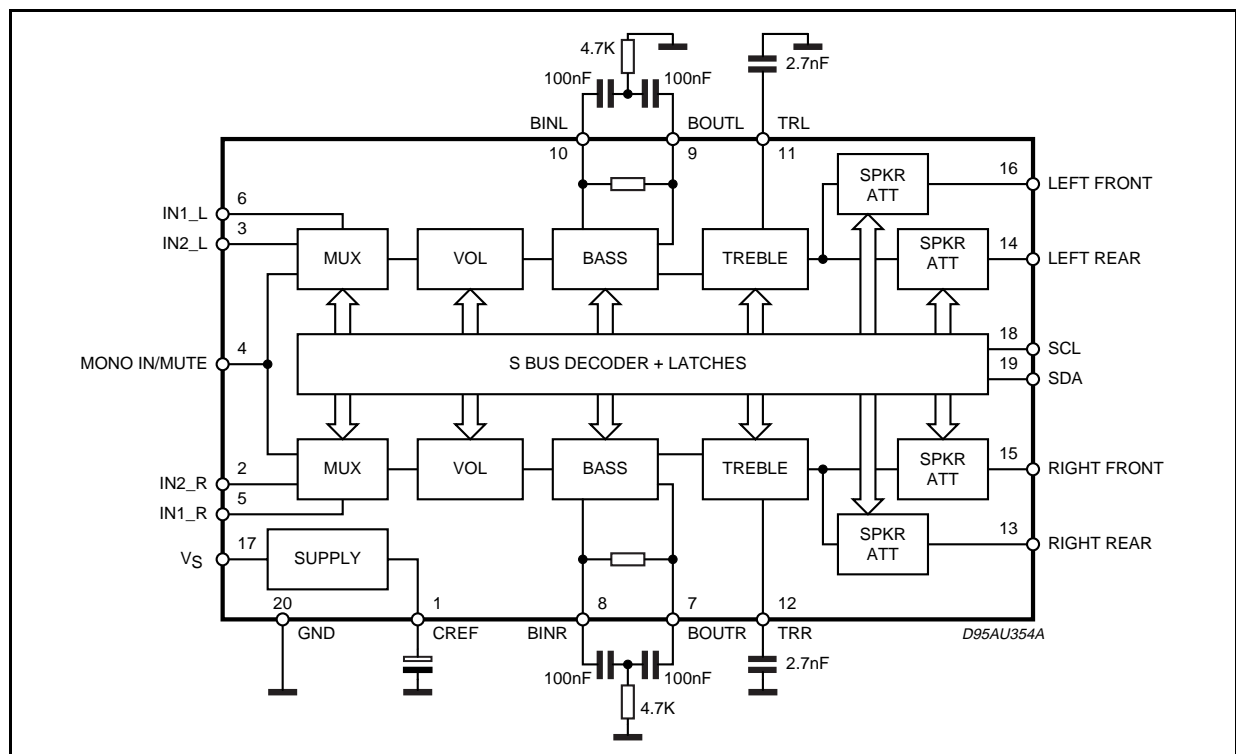 4.7K
2.7nF
100nF 100nF
BINL BOUTL TRL
10 9 11
SPKR
ATT
16
LEFT FRONT
6
IN1_L
3
IN2_L
MUX VOL BASS TREBLE
SPKR
ATT
14
LEFT REAR
4
MONO IN/MUTE
S BUS DECODER + LATCHES
18
SCL
19
SDA
MUX VOL BASS TREBLE
SPKR
ATT
15
RIGHT FRONT
2
IN2_R
5
IN1_R
SPKR
ATT
13
RIGHT REAR
17
VS
SUPPLY
20 1 8 7 12
GND CREF BINR BOUTR TRR
D95AU354A
100nF 100nF
2.7nF
4.7K